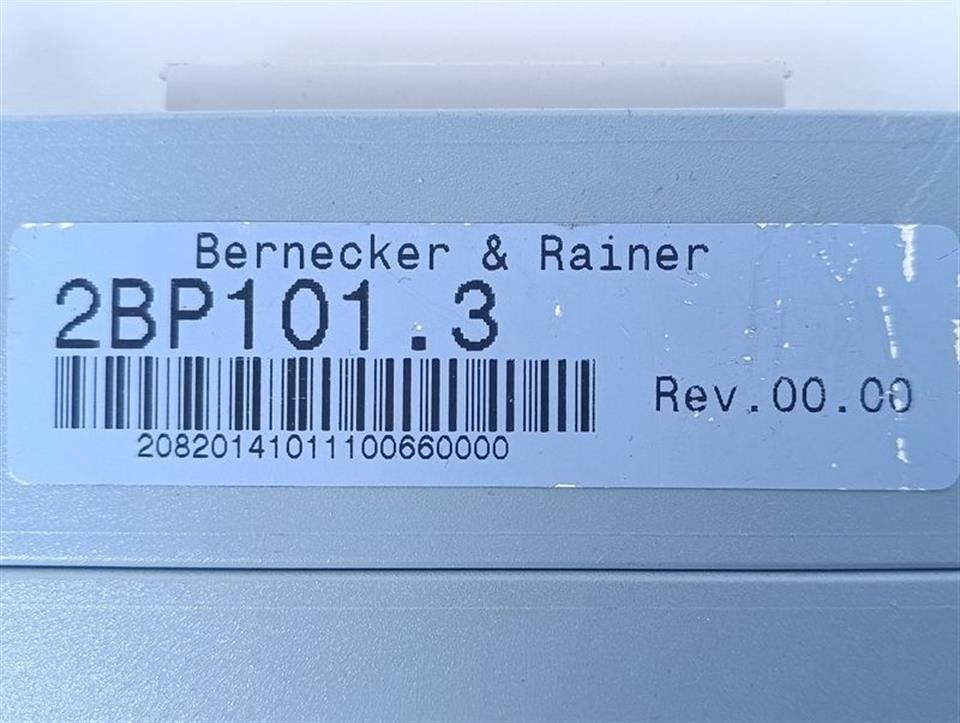 Bernecker & Rainer
2BP101.3
Rev.00.00
20820141011100660000